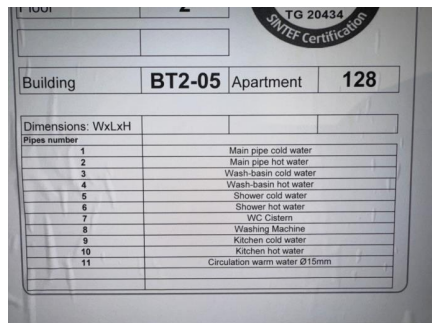 Floor 2
TG 20434
SINTEF Certification
Building BT2-05 Apartment 128
Dimensions: WxLxH
Pipes number
1 Main pipe cold water
2 Main pipe hot water
3 Wash-basin cold water
4 Wash-basin hot water
5 Shower cold water
6 Shower hot water
7 WC Cistern
8 Washing Machine
9 Kitchen cold water
10 Kitchen hot water
11 Circulation warm water Ø15mm